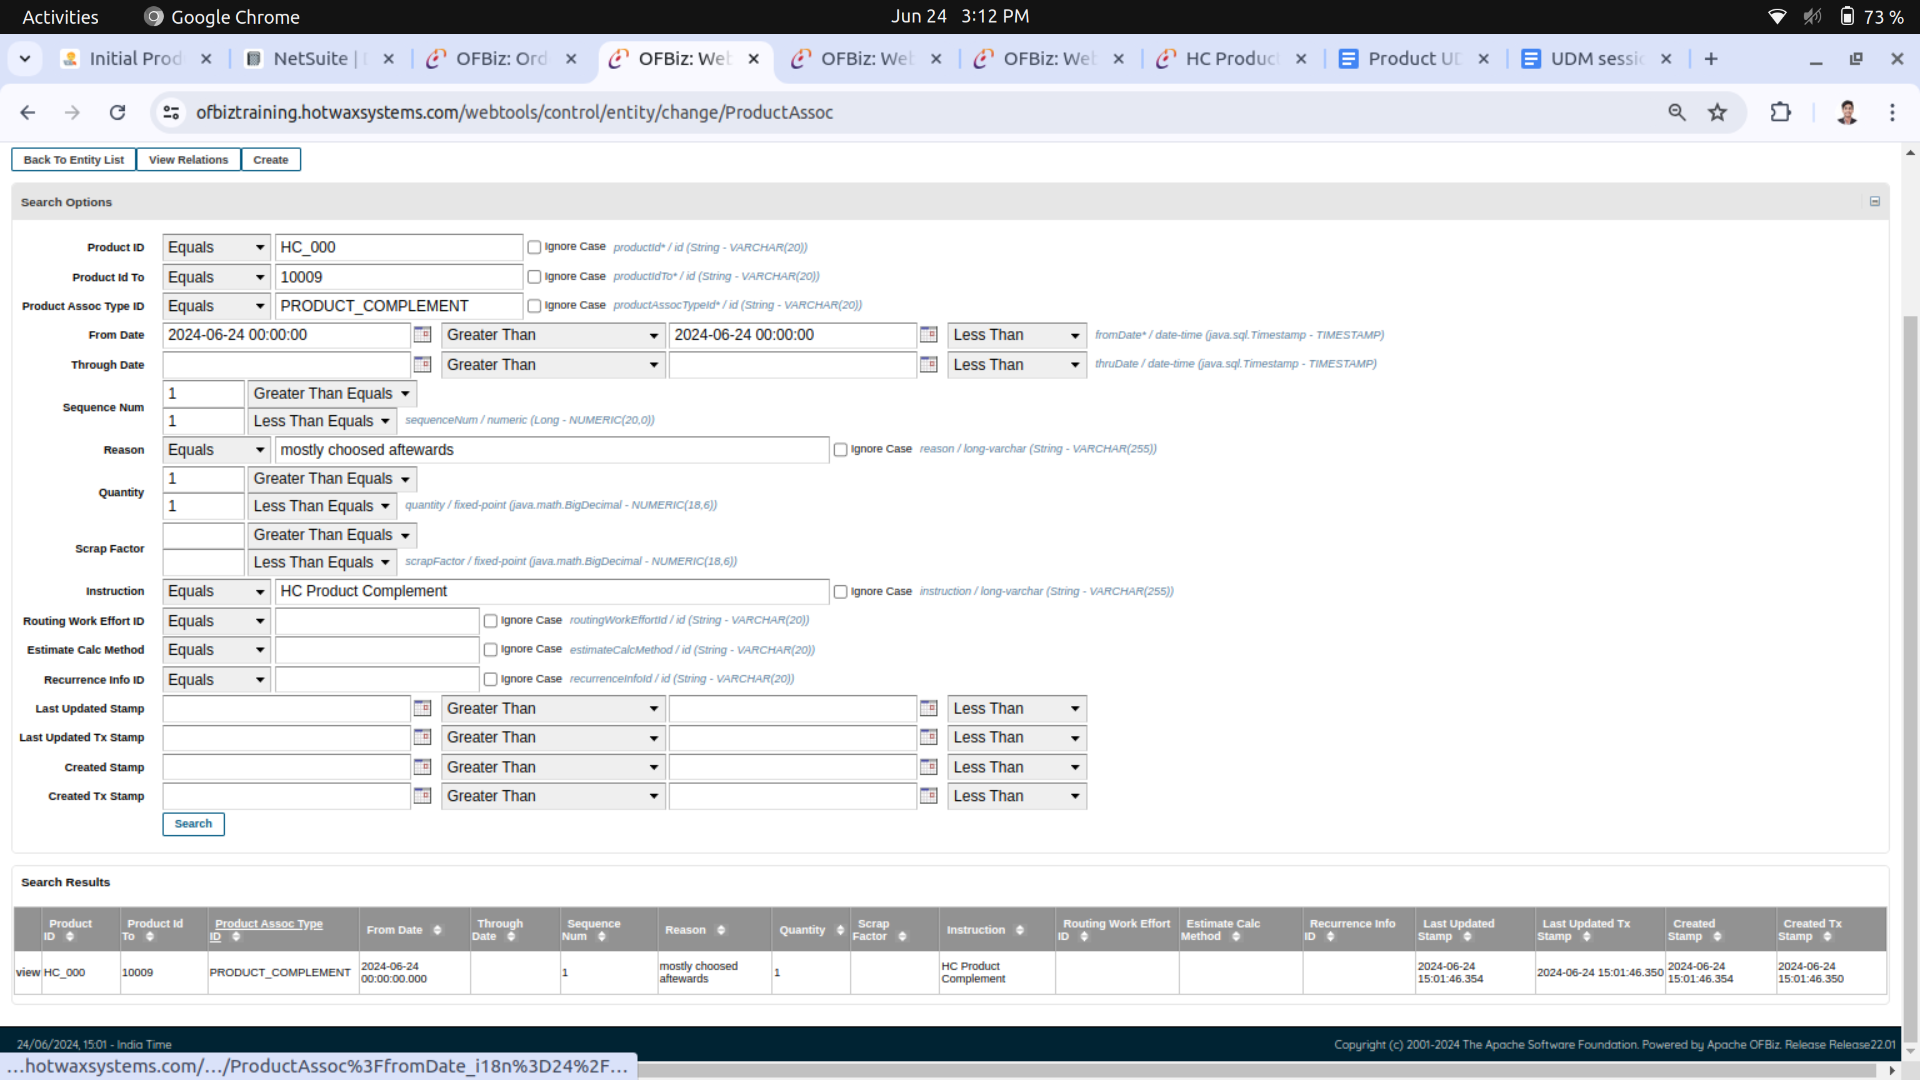 Activities Google Chrome Jun 24 3:12 PM 73 %
Initial Prod NetSuite | OFBiz: Ord OFBiz: Web OFBiz: Web OFBiz: Web HC Product Product UD UDM sessio
ofbiztraining.hotwaxsystems.com/webtools/control/entity/change/ProductAssoc
Back To Entity List View Relations Create
Search Options
Product ID Equals HC_000 Ignore Case productId* / id (String - VARCHAR(20))
Product Id To Equals 10009 Ignore Case productIdTo* / id (String - VARCHAR(20))
Product Assoc Type ID Equals PRODUCT_COMPLEMENT Ignore Case productAssocTypeId* / id (String - VARCHAR(20))
From Date 2024-06-24 00:00:00 Greater Than 2024-06-24 00:00:00 Less Than fromDate* / date-time (java.sql.Timestamp - TIMESTAMP)
Through Date Greater Than Less Than thruDate / date-time (java.sql.Timestamp - TIMESTAMP)
1 Greater Than Equals
Sequence Num
1 Less Than Equals sequenceNum / numeric (Long - NUMERIC(20,0))
Reason Equals mostly choosed aftewards Ignore Case reason / long-varchar (String - VARCHAR(255))
1 Greater Than Equals
Quantity
1 Less Than Equals quantity / fixed-point (java.math.BigDecimal - NUMERIC(18,6))
Greater Than Equals
Scrap Factor
Less Than Equals scrapFactor / fixed-point (java.math.BigDecimal - NUMERIC(18,6))
Instruction Equals HC Product Complement Ignore Case instruction / long-varchar (String - VARCHAR(255))
Routing Work Effort ID Equals Ignore Case routingWorkEffortId / id (String - VARCHAR(20))
Estimate Calc Method Equals Ignore Case estimateCalcMethod / id (String - VARCHAR(20))
Recurrence Info ID Equals Ignore Case recurrenceInfoId / id (String - VARCHAR(20))
Last Updated Stamp Greater Than Less Than
Last Updated Tx Stamp Greater Than Less Than
Created Stamp Greater Than Less Than
Created Tx Stamp Greater Than Less Than
Search
Search Results
Product ID Product Id To Product Assoc Type ID From Date Through Date Sequence Num Reason Quantity Scrap Factor Instruction Routing Work Effort ID Estimate Calc Method Recurrence Info ID Last Updated Stamp Last Updated Tx Stamp Created Stamp Created Tx Stamp
view HC_000 10009 PRODUCT_COMPLEMENT 2024-06-24 00:00:00.000 1 mostly choosed aftewards 1 HC Product Complement 2024-06-24 15:01:46.354 2024-06-24 15:01:46.350 2024-06-24 15:01:46.354 2024-06-24 15:01:46.350
24/06/2024, 15:01 - India Time Copyright (c) 2001-2024 The Apache Software Foundation. Powered by Apache OFBiz. Release Release22.01
...hotwaxsystems.com/.../ProductAssoc%3FfromDate_i18n%3D24%2F...